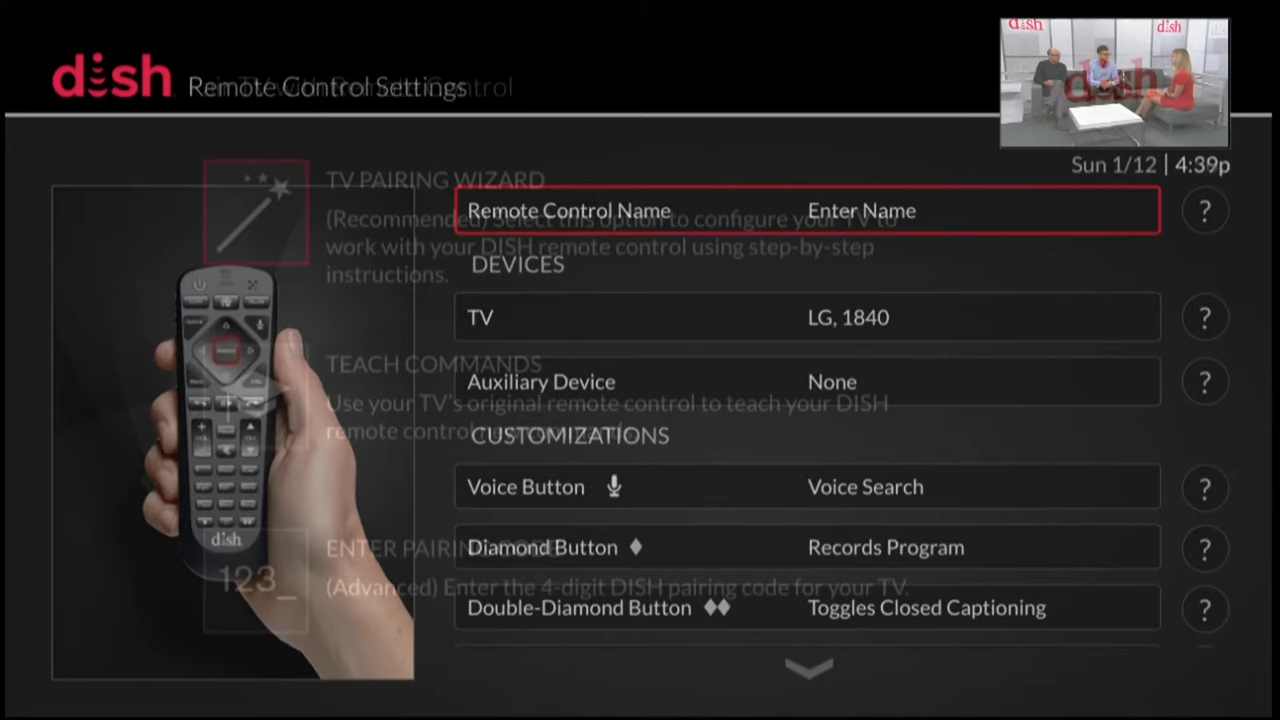 dish
Remote Control Settings
dish
dish
dish
Sun 1/12 | 4:39p
TV PAIRING WIZARD
(Recommended) Select this option to configure your TV to
work with your DISH remote control using step-by-step
instructions.
Remote Control Name Enter Name ?
DEVICES
TV LG, 1840 ?
Auxiliary Device None ?
TEACH COMMANDS
Use your TV's original remote control to teach your DISH
remote control
CUSTOMIZATIONS
Voice Button Voice Search ?
Diamond Button ♦ Records Program ?
Double-Diamond Button ♦♦ Toggles Closed Captioning ?
ENTER PAIRING CODE
(Advanced) Enter the 4-digit DISH pairing code for your TV.
123_
dish